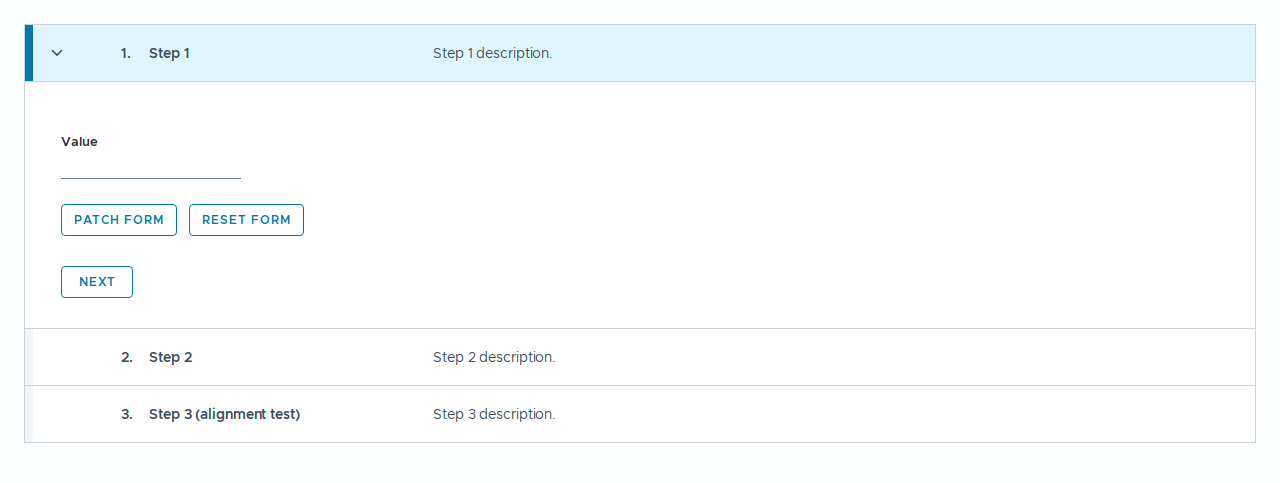 1. Step 1 Step 1 description.
Value
PATCH FORM RESET FORM
NEXT
2. Step 2 Step 2 description.
3. Step 3 (alignment test) Step 3 description.